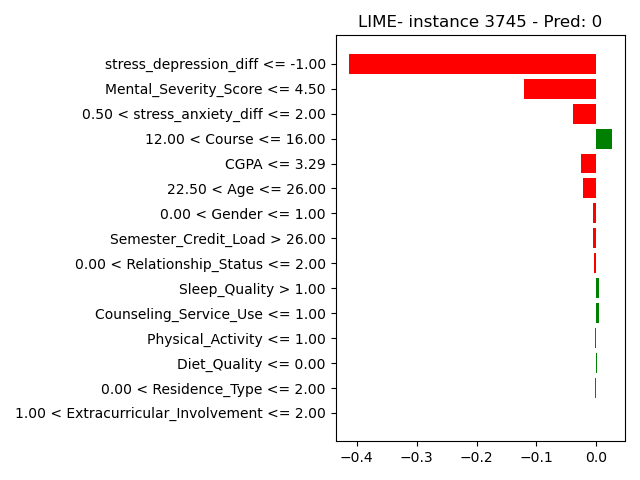 LIME- instance 3745 - Pred: 0
stress_depression_diff <= -1.00
Mental_Severity_Score <= 4.50
0.50 < stress_anxiety_diff <= 2.00
12.00 < Course <= 16.00
CGPA <= 3.29
22.50 < Age <= 26.00
0.00 < Gender <= 1.00
Semester_Credit_Load > 26.00
0.00 < Relationship_Status <= 2.00
Sleep_Quality > 1.00
Counseling_Service_Use <= 1.00
Physical_Activity <= 1.00
Diet_Quality <= 0.00
0.00 < Residence_Type <= 2.00
1.00 < Extracurricular_Involvement <= 2.00
−0.4 −0.3 −0.2 −0.1 0.0